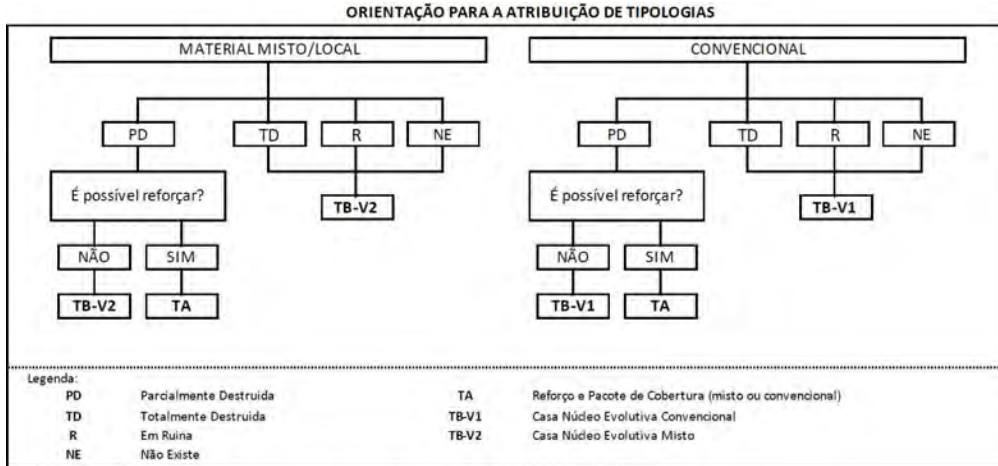 ORIENTAÇÃO PARA A ATRIBUIÇÃO DE TIPOLOGIAS
MATERIAL MISTO/LOCAL
CONVENCIONAL
PD TD R NE
PD TD R NE
É possível reforçar?
TB-V2
É possível reforçar?
TB-V1
NÃO SIM
NÃO SIM
TB-V2 TA
TB-V1 TA
Legenda:
PD Parcialmente Destruida
TD Totalmente Destruida
R Em Ruina
NE Não Existe
TA Reforço e Pacote de Cobertura (misto ou convencional)
TB-V1 Casa Núcleo Evolutiva Convencional
TB-V2 Casa Núcleo Evolutiva Misto